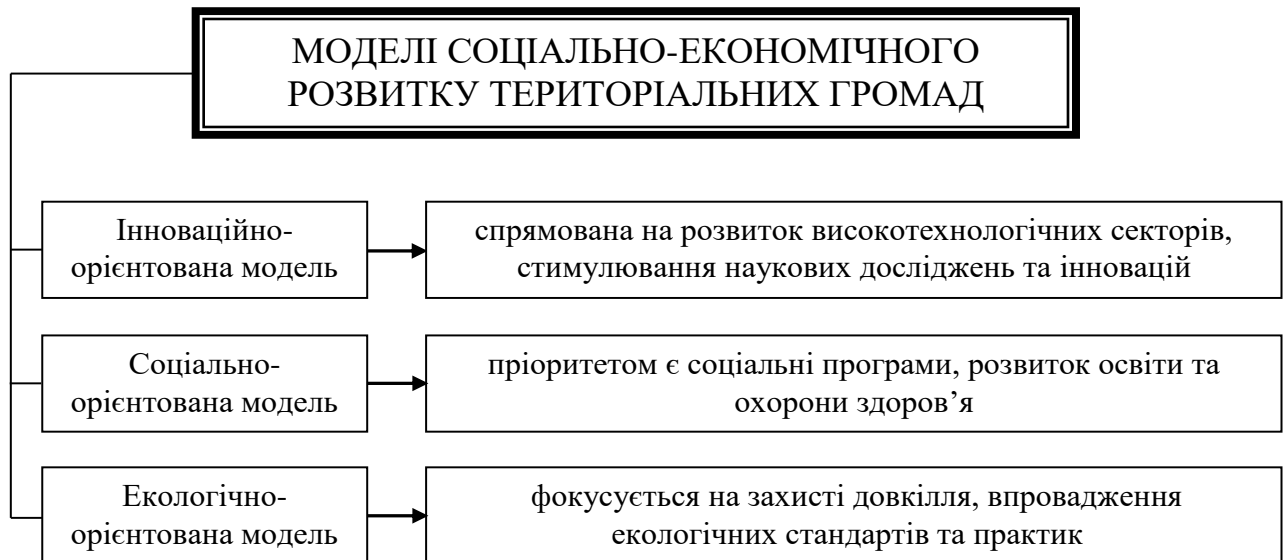 МОДЕЛІ СОЦІАЛЬНО-ЕКОНОМІЧНОГО
РОЗВИТКУ ТЕРИТОРІАЛЬНИХ ГРОМАД
Інноваційно-
орієнтована модель
спрямована на розвиток високотехнологічних секторів,
стимулювання наукових досліджень та інновацій
Соціально-
орієнтована модель
пріоритетом є соціальні програми, розвиток освіти та
охорони здоров’я
Екологічно-
орієнтована модель
фокусується на захисті довкілля, впровадження
екологічних стандартів та практик